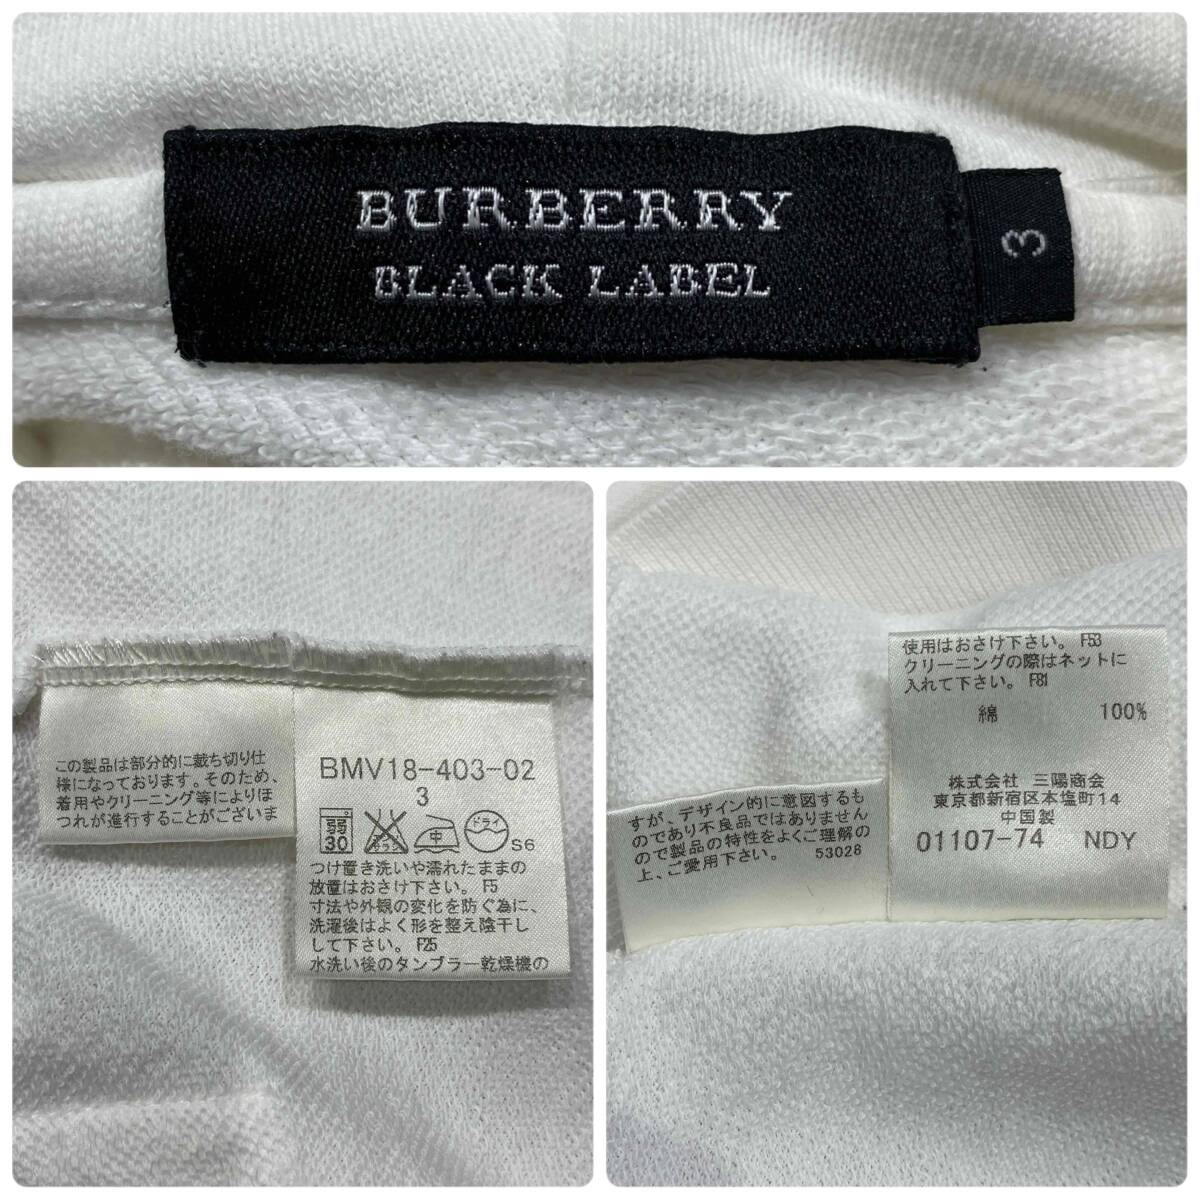 BURBERRY
BLACK LABEL
3
この製品は部分的に裁ち切り仕
様になっております。そのため、
着用やクリーニング等によりほ
つれが進行することがございま
BMV18-403-02
3
弱
30
エンソ
サラシ
中
ドライ
S6
つけ置き洗いや濡れたままの
放置はおさけ下さい。 F5
寸法や外観の変化を防ぐ為に、
洗濯後はよく形を整え陰干し
して下さい。 F25
水洗い後のタンブラー乾燥機の
すが、デザイン的に意図するも
のであり不良品ではありません
ので製品の特性をよくご理解の
上、ご愛用下さい。 53028
使用はおさけ下さい。 F53
クリーニングの際はネットに
入れて下さい。 F81
綿 100%
株式会社 三陽商会
東京都新宿区本塩町14
中国製
01107-74 NDY